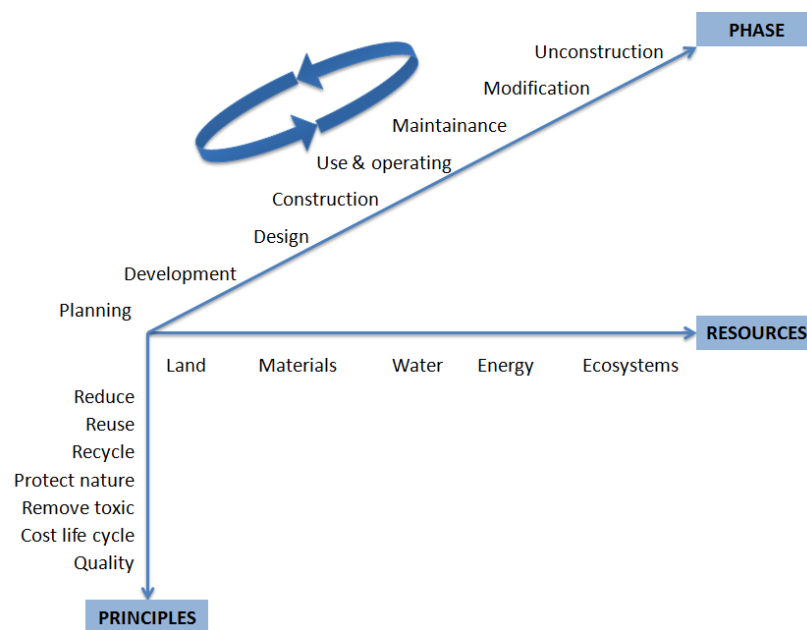 PHASE
Unconstruction
Modification
Maintainance
Use & operating
Construction
Design
Development
Planning
RESOURCES
Land Materials Water Energy Ecosystems
Reduce
Reuse
Recycle
Protect nature
Remove toxic
Cost life cycle
Quality
PRINCIPLES